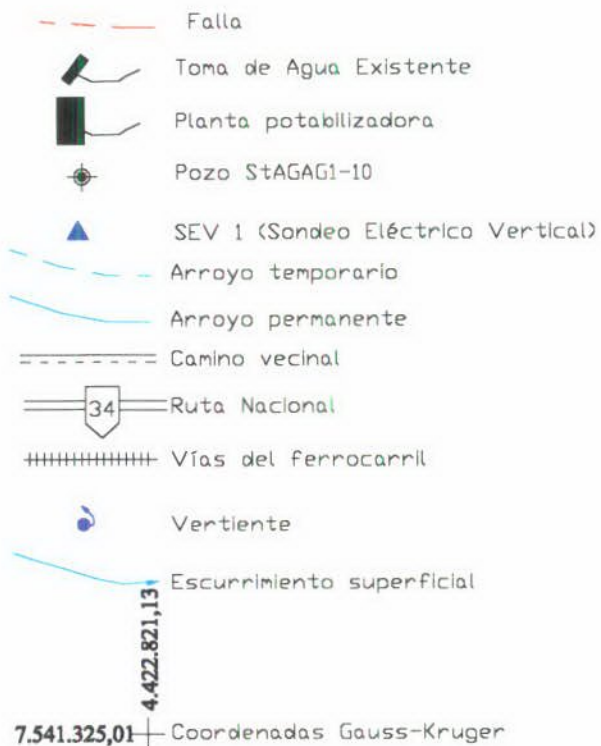 Falla
Toma de Agua Existente
Planta potabilizadora
Pozo StAGAG1-10
SEV 1 (Sondeo Eléctrico Vertical)
Arroyo temporario
Arroyo permanente
Camino vecinal
34 Ruta Nacional
Vías del ferrocarril
Vertiente
Escurrimiento superficial
4.422.821,13
7.541.325,01 Coordenadas Gauss-Kruger